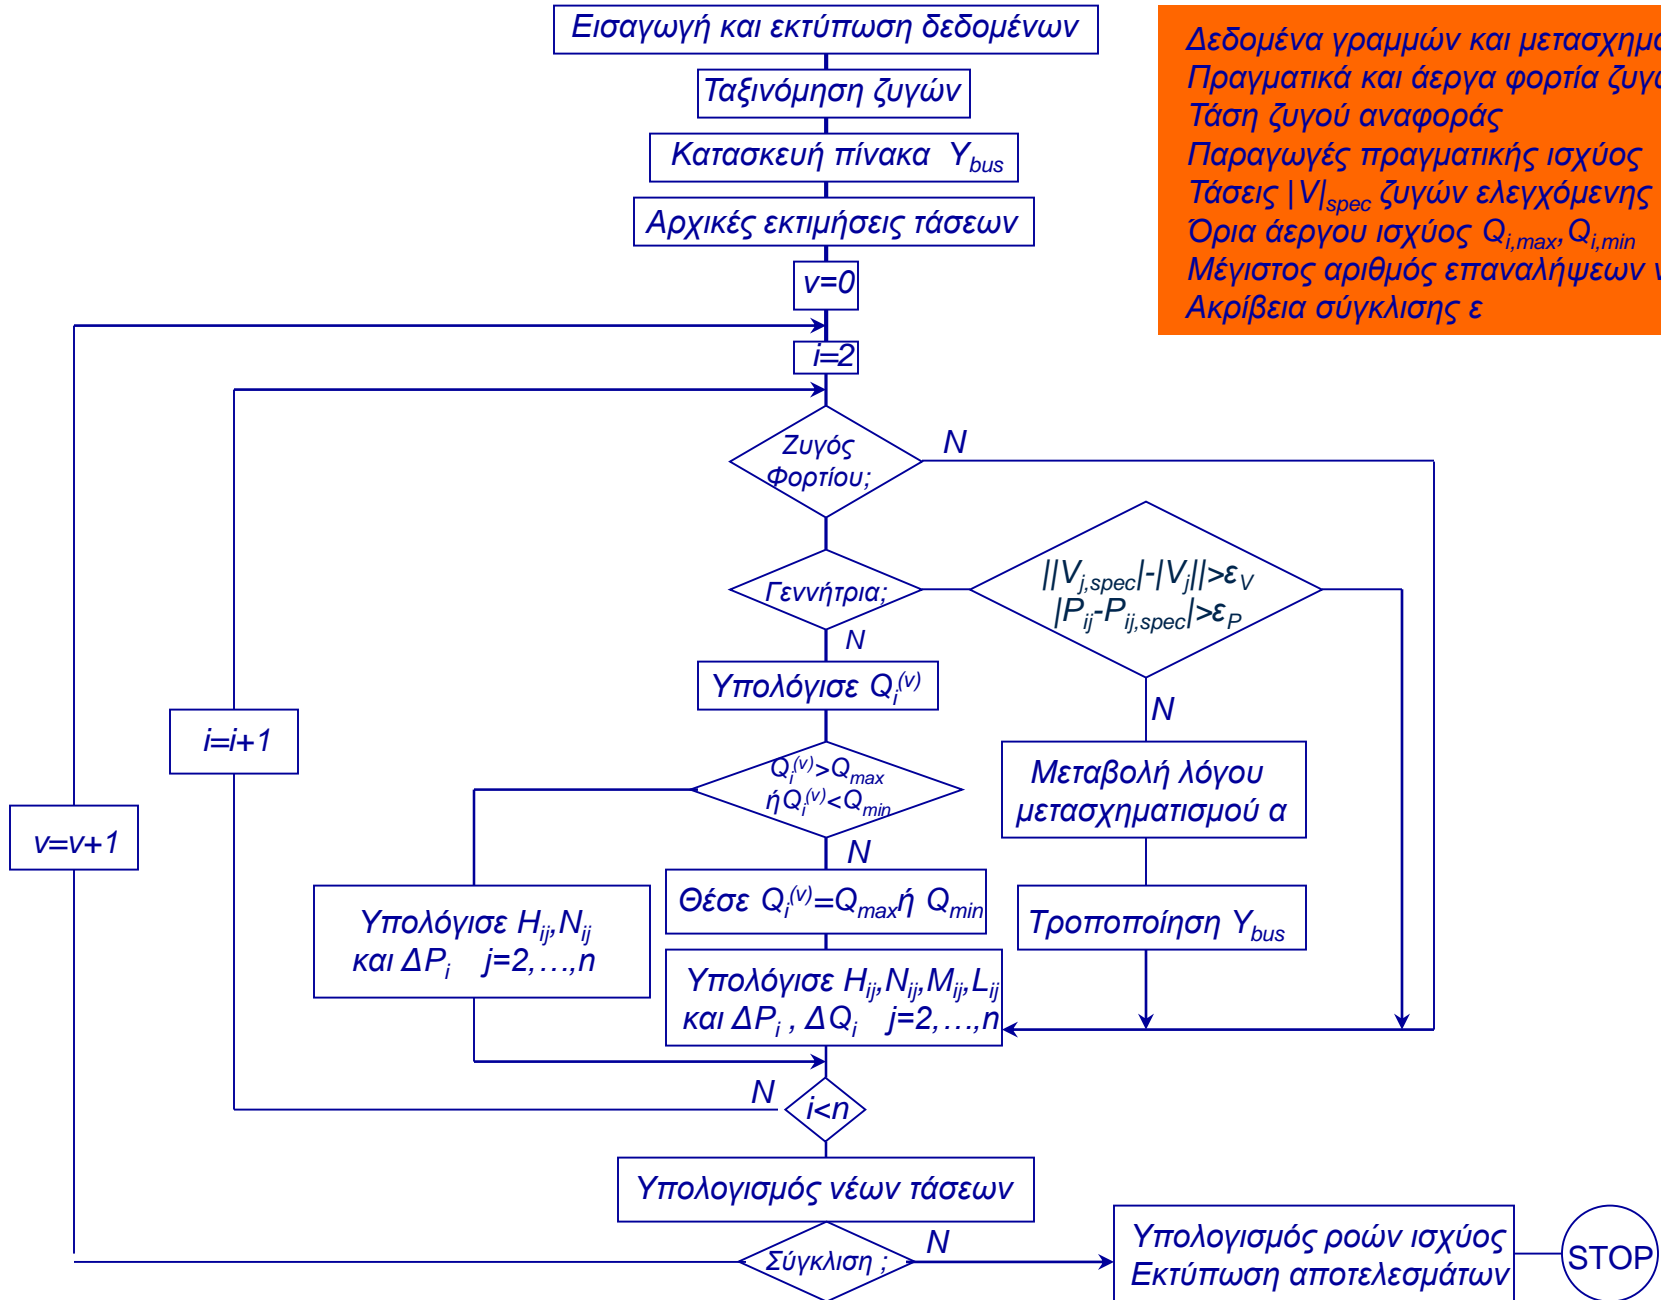 Εισαγωγή και εκτύπωση δεδομένων
Ταξινόμηση ζυγών
Κατασκευή πίνακα Y_bus
Αρχικές εκτιμήσεις τάσεων
ν=0
i=2
Δεδομένα γραμμών και
Πραγματικά και άεργα φορτία
Τάση ζυγού αναφοράς
Παραγωγές πραγματικής ισχύος
Τάσεις |V|_spec ζυγών ελεγχόμενης
Όρια άεργου ισχύος Q_i,max, Q_i,min
Μέγιστος αριθμός επαναλήψεων
Ακρίβεια σύγκλισης ε
Ζυγός
Φορτίου;
N
Γεννήτρια;
N
||V_j,spec|-|V_j||>ε_V
|P_ij-P_ij,spec|>ε_P
N
Υπολόγισε Q_i^(ν)
i=i+1
Q_i^(ν)>Q_max
ήQ_i^(ν)<Q_min
N
Μεταβολή λόγου
μετασχηματισμού α
ν=ν+1
Θέσε Q_i^(ν)=Q_max ή Q_min
Τροποποίηση Y_bus
Υπολόγισε H_ij,N_ij
και ΔP_i j=2,…,n
Υπολόγισε H_ij,N_ij,M_ij,L_ij
και ΔP_i , ΔQ_i j=2,…,n
N
i<n
Υπολογισμός νέων τάσεων
Σύγκλιση ;
N
Υπολογισμός ροών ισχύος
Εκτύπωση αποτελεσμάτων
STOP